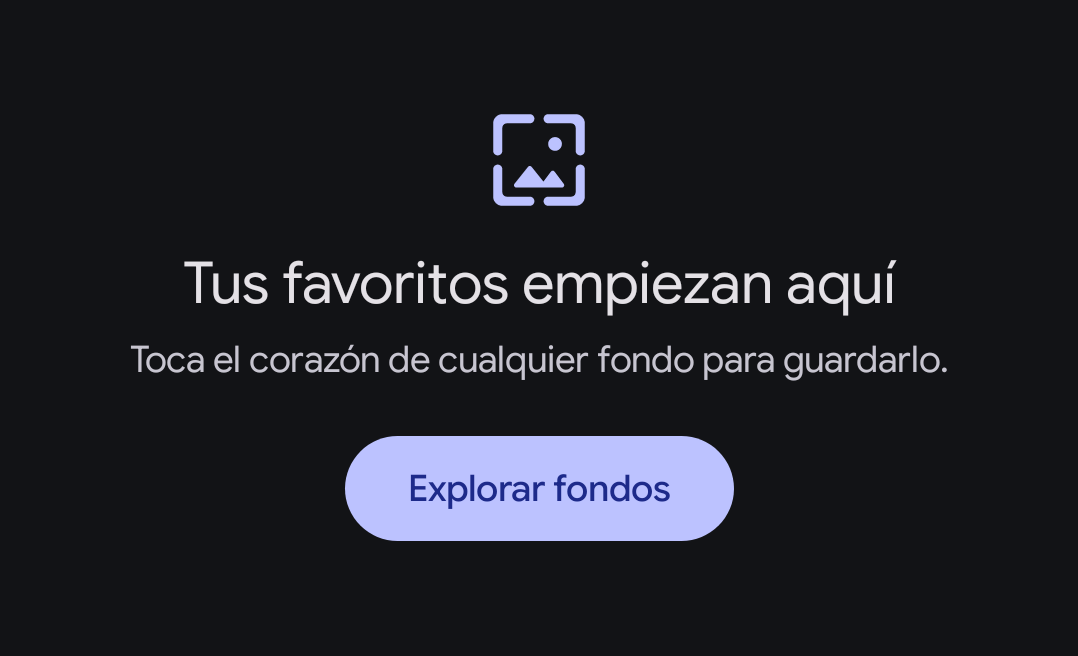 Tus favoritos empiezan aquí
Toca el corazón de cualquier fondo para guardarlo.
Explorar fondos